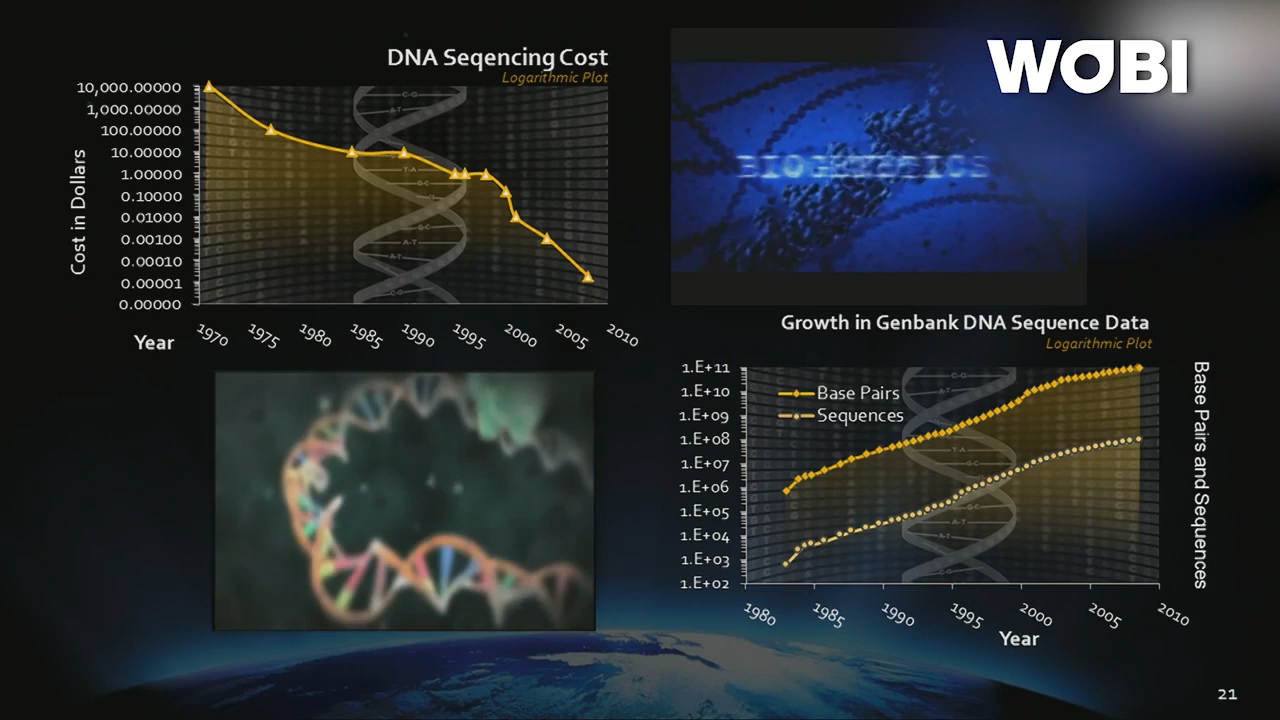 WOBI
DNA Seqencing Cost
Logarithmic Plot
Cost in Dollars
10,000.00000
1,000.00000
100.00000
10.00000
1.00000
0.10000
0.01000
0.00100
0.00010
0.00001
0.00000
1970
1975
1980
1985
1990
1995
2000
2005
2010
Year
Growth in Genbank DNA Sequence Data
Logarithmic Plot
Base Pairs and Sequences
1.E+11
1.E+10
1.E+09
1.E+08
1.E+07
1.E+06
1.E+05
1.E+04
1.E+03
1.E+02
Base Pairs
Sequences
1980
1985
1990
1995
2000
2005
2010
Year
21